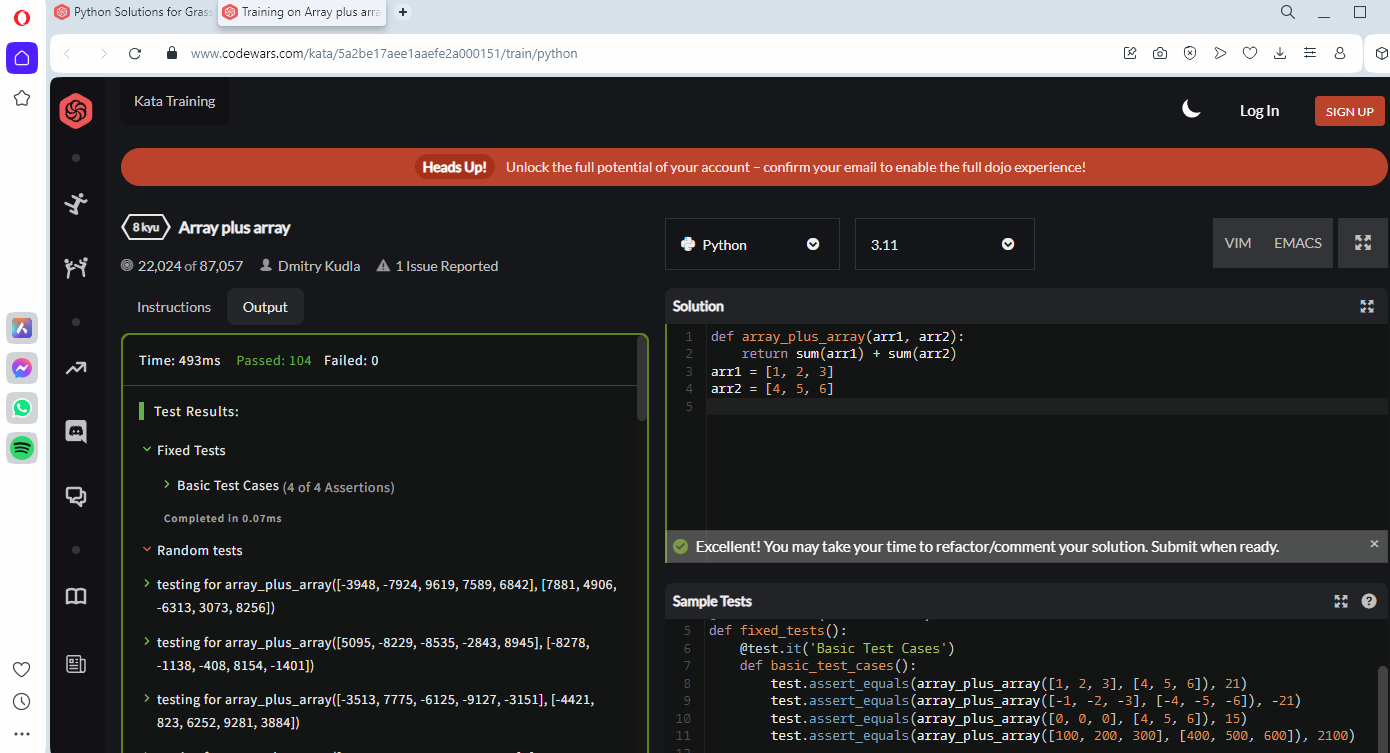 Python Solutions for Gras
Training on Array plus arra
www.codewars.com/kata/5a2be17aee1aaefe2a000151/train/python
Kata Training
Log In
SIGN UP
Heads Up! Unlock the full potential of your account – confirm your email to enable the full dojo experience!
8 kyu Array plus array
22,024 of 87,057 Dmitry Kudla 1 Issue Reported
Instructions Output
Time: 493ms Passed: 104 Failed: 0
Test Results:
Fixed Tests
Basic Test Cases (4 of 4 Assertions)
Completed in 0.07ms
Random tests
testing for array_plus_array([-3948, -7924, 9619, 7589, 6842], [7881, 4906,
-6313, 3073, 8256])
testing for array_plus_array([5095, -8229, -8535, -2843, 8945], [-8278,
-1138, -408, 8154, -1401])
testing for array_plus_array([-3513, 7775, -6125, -9127, -3151], [-4421,
823, 6252, 9281, 3884])
Python
3.11
VIM EMACS
Solution
1 def array_plus_array(arr1, arr2):
2     return sum(arr1) + sum(arr2)
3 arr1 = [1, 2, 3]
4 arr2 = [4, 5, 6]
5
Excellent! You may take your time to refactor/comment your solution. Submit when ready.
Sample Tests
5 def fixed_tests():
6     @test.it('Basic Test Cases')
7     def basic_test_cases():
8         test.assert_equals(array_plus_array([1, 2, 3], [4, 5, 6]), 21)
9         test.assert_equals(array_plus_array([-1, -2, -3], [-4, -5, -6]), -21)
10         test.assert_equals(array_plus_array([0, 0, 0], [4, 5, 6]), 15)
11         test.assert_equals(array_plus_array([100, 200, 300], [400, 500, 600]), 2100)